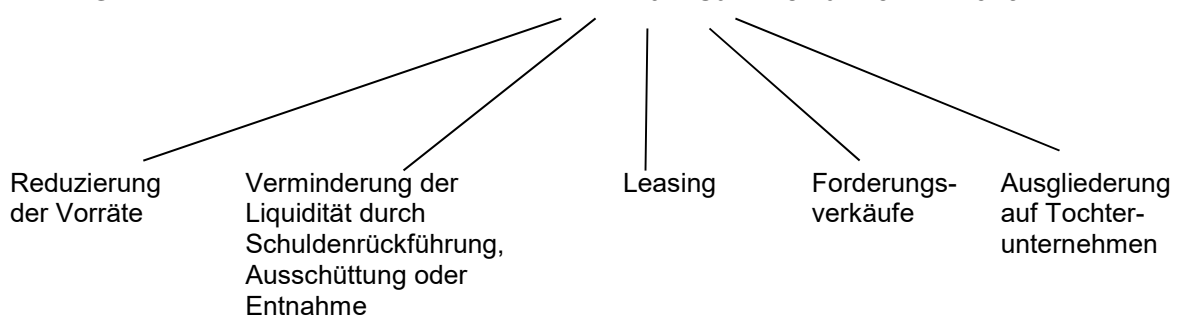 Reduzierung
der Vorräte
Verminderung der
Liquidität durch
Schuldenrückführung,
Ausschüttung oder
Entnahme
Leasing
Forderungs-
verkäufe
Ausgliederung
auf Tochter-
unternehmen